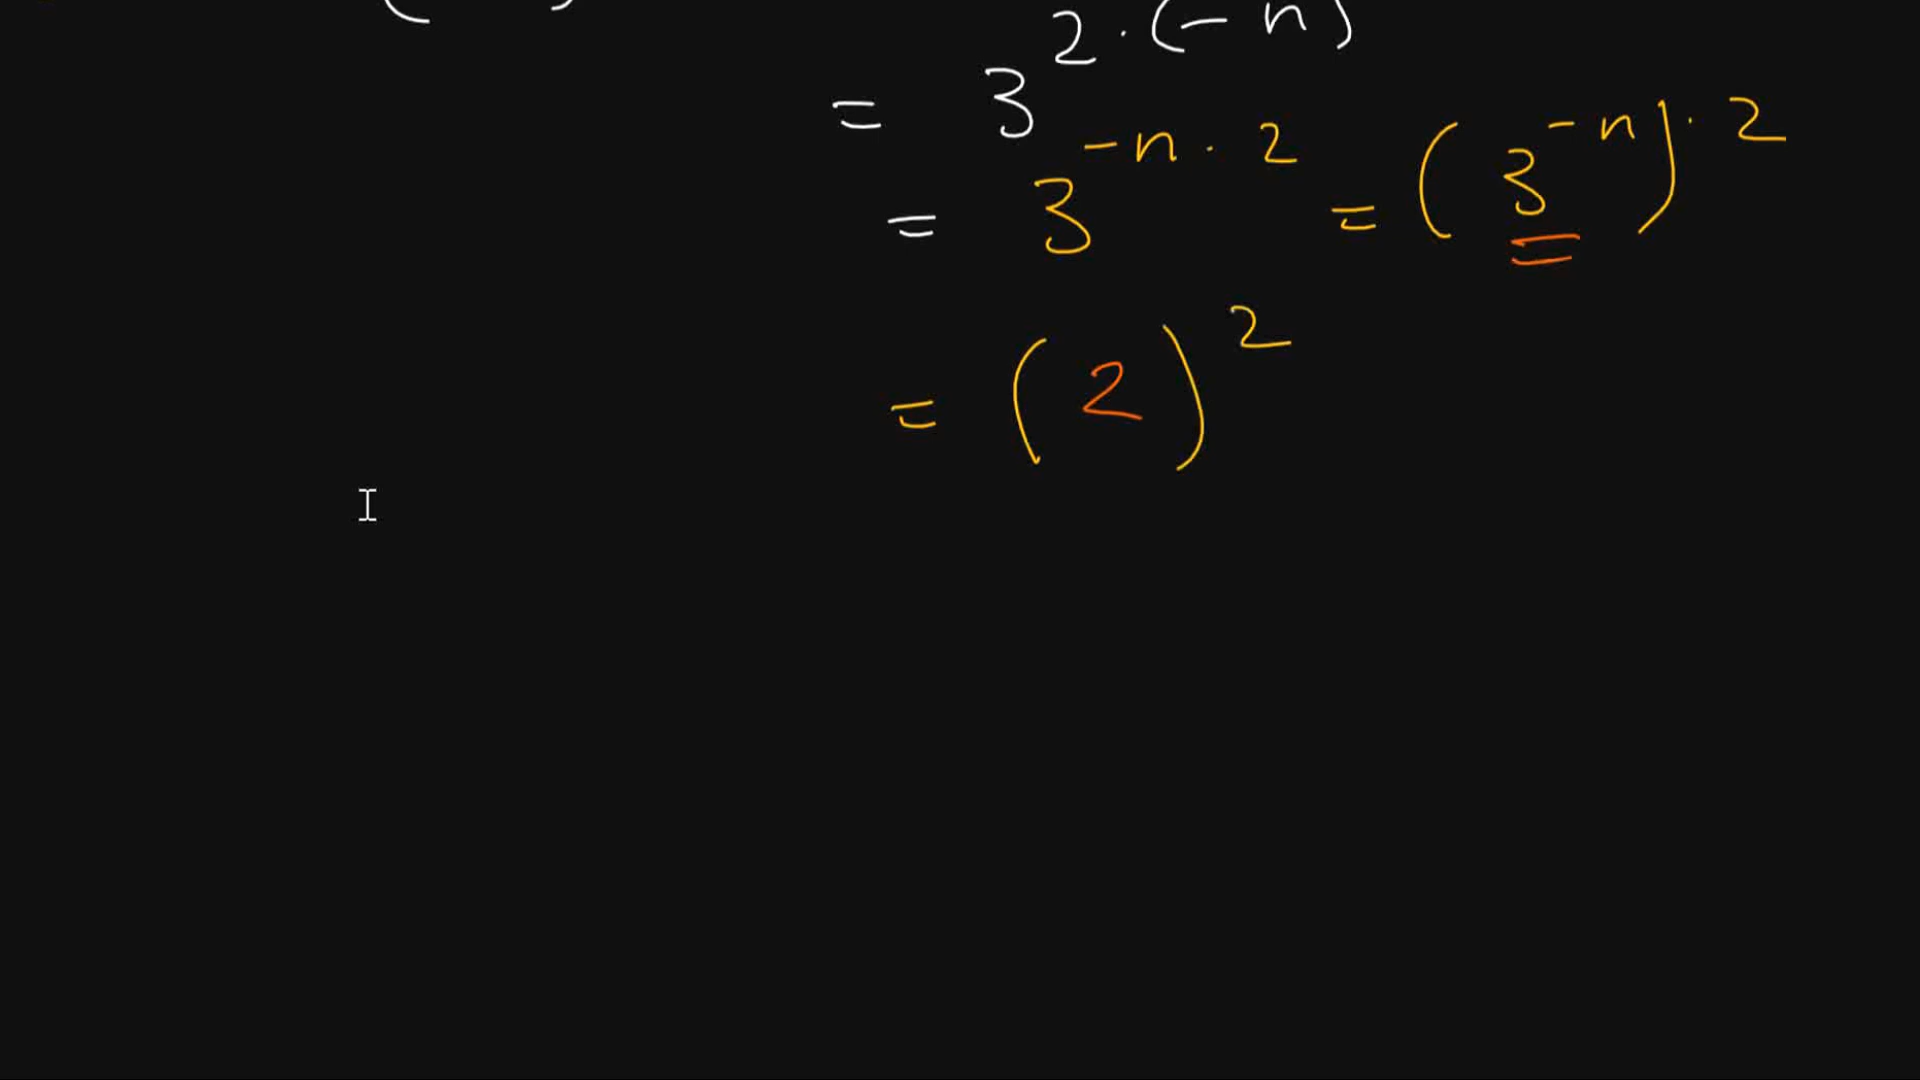 = 3^{2·(-n)}
= 3^{-n·2} = (3^{-n})^{·2}
= (2)^2